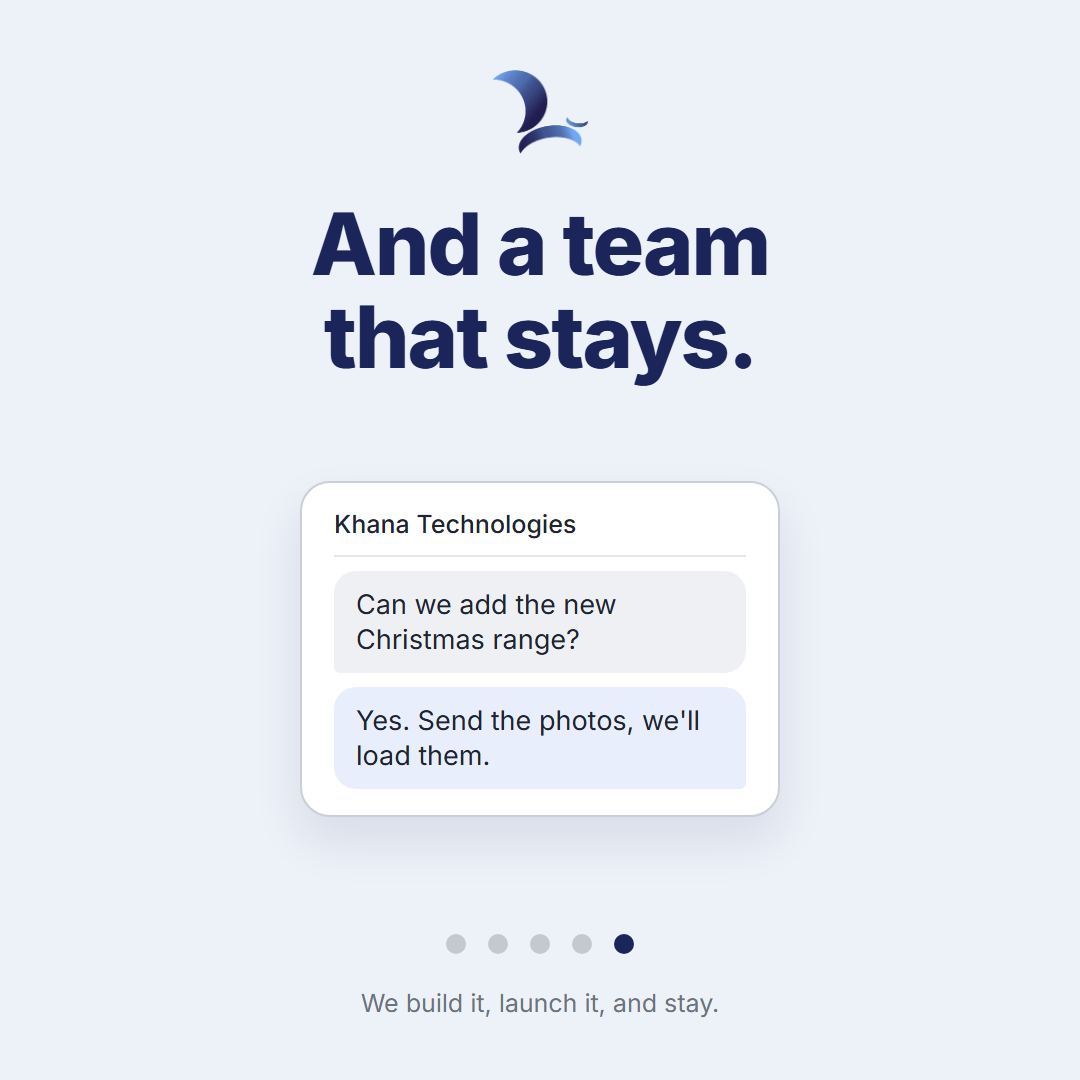 And a team
that stays.
Khana Technologies
Can we add the new
Christmas range?
Yes. Send the photos, we'll
load them.
We build it, launch it, and stay.